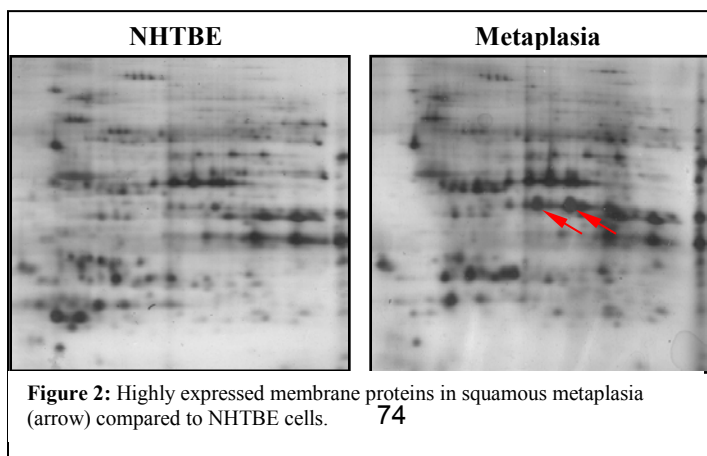 NHTBE Metaplasia
Figure 2: Highly expressed membrane proteins in squamous metaplasia
(arrow) compared to NHTBE cells. 74